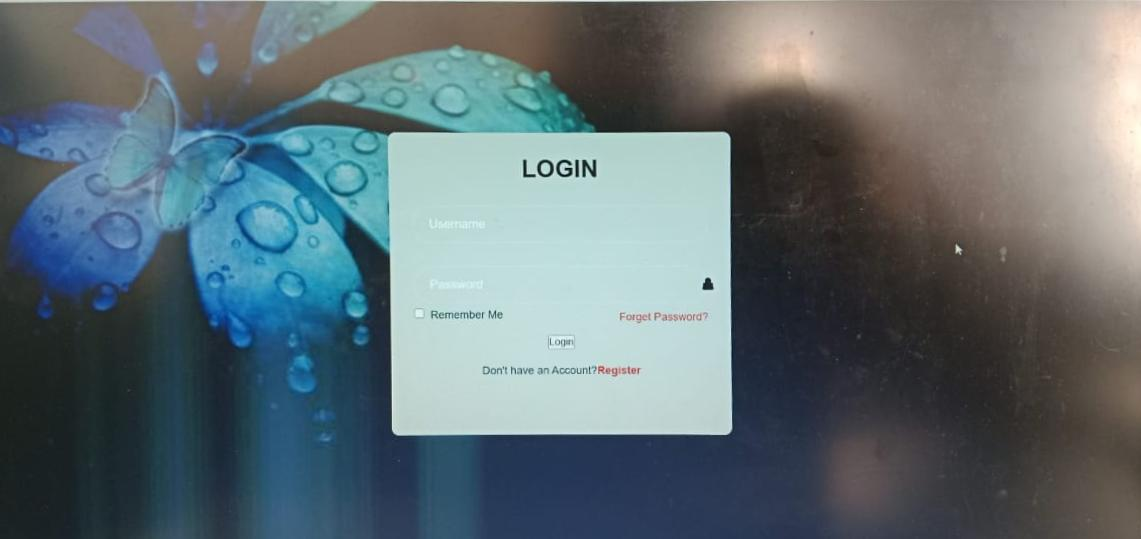 LOGIN
Username
Password
Remember Me Forget Password?
Login
Don't have an Account?Register